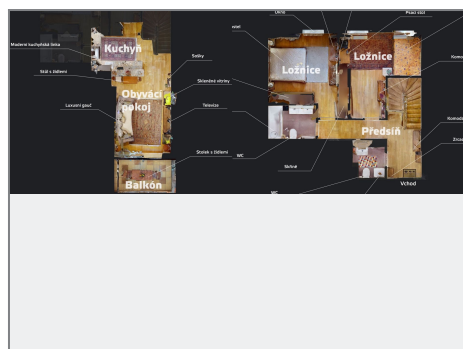 Psací stůl
Moderní kuchyňská linka
Kuchyň
Stůl s židlemi
Sošky
Skleněné vitríny
Obývací
pokoj
Luxusní gauč
Televize
Stolek s židlemi
Balkón
Ložnice
Ložnice
Předsíň
WC
Skříně
WC
Vchod